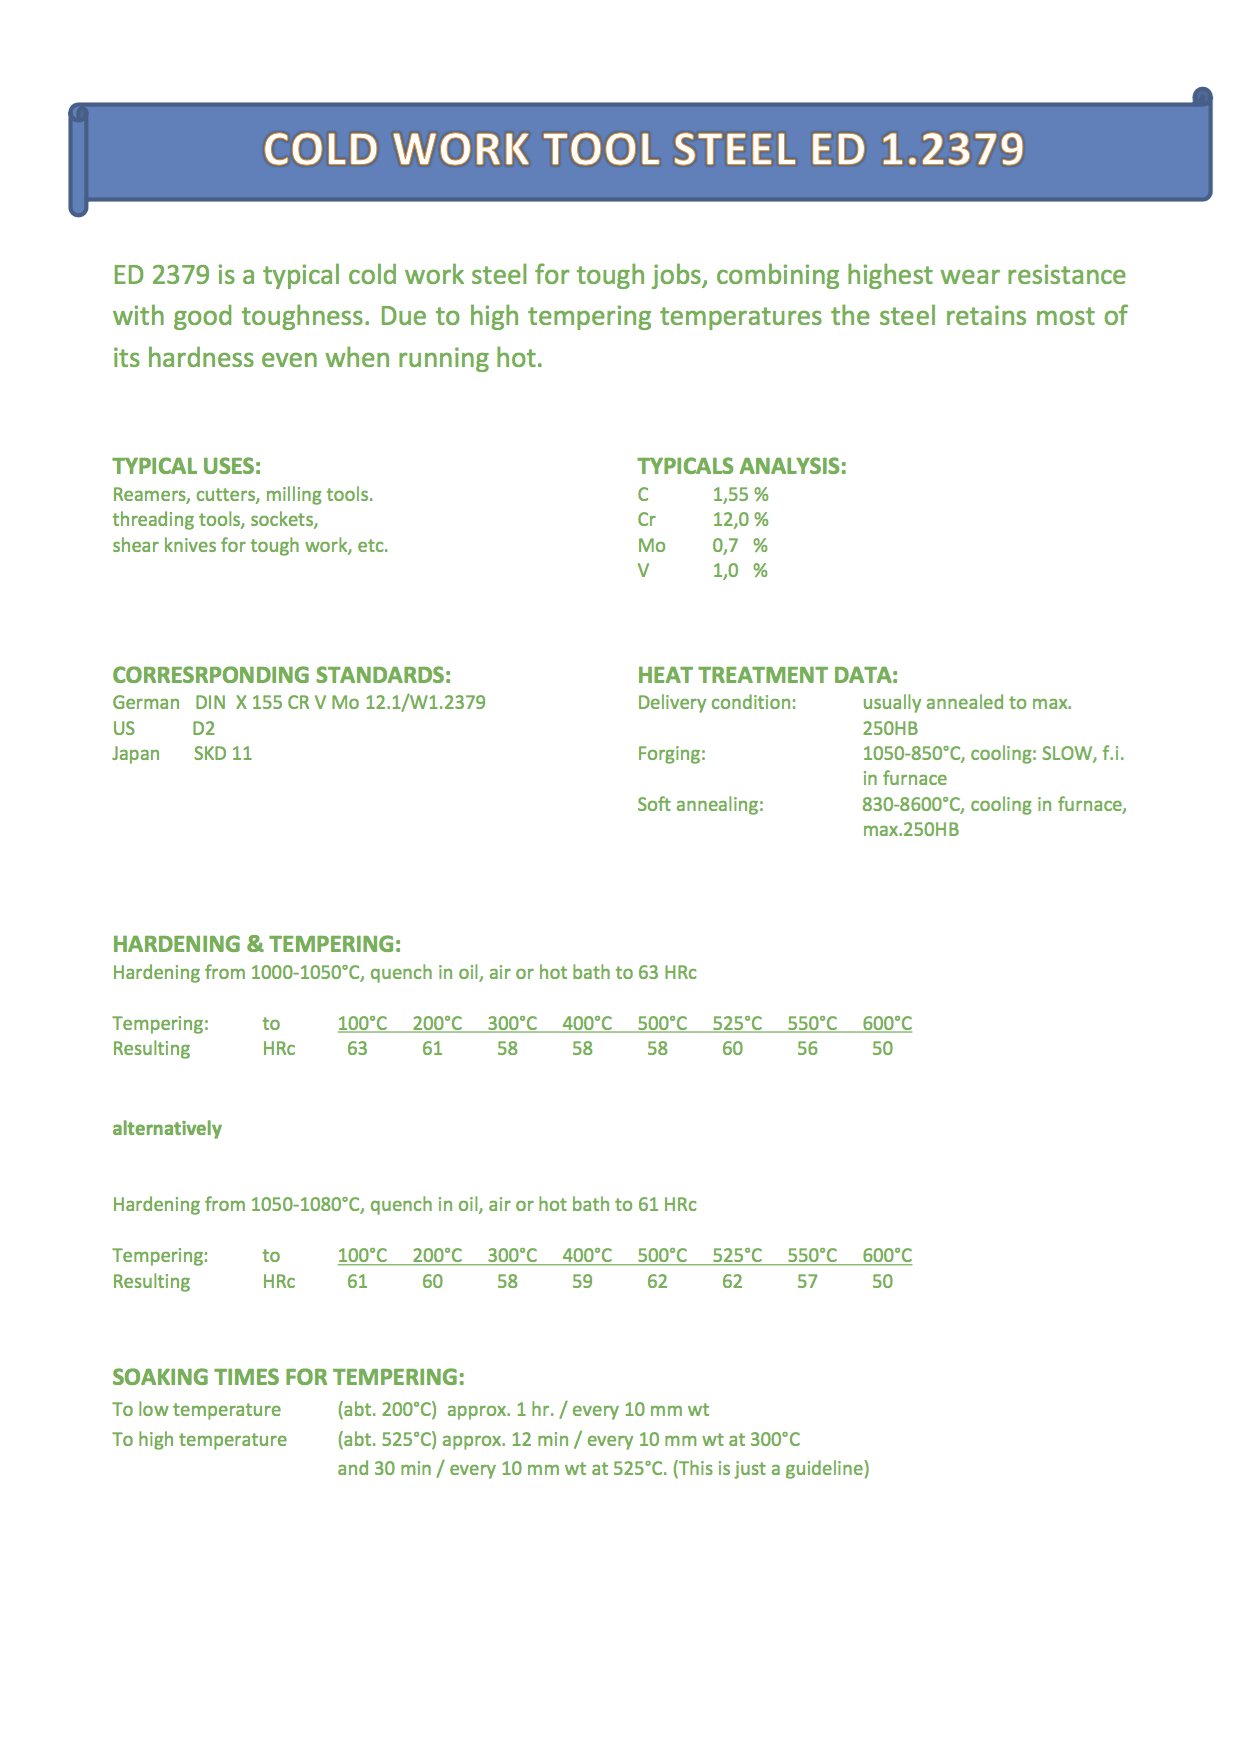 COLD WORK TOOL STEEL ED 1.2379
ED 2379 is a typical cold work steel for tough jobs, combining highest wear resistance
with good toughness. Due to high tempering temperatures the steel retains most of
its hardness even when running hot.
TYPICAL USES:
Reamers, cutters, milling tools.
threading tools, sockets,
shear knives for tough work, etc.
TYPICALS ANALYSIS:
C 1,55 %
Cr 12,0 %
Mo 0,7 %
V 1,0 %
CORRESRPONDING STANDARDS:
German DIN X 155 CR V Mo 12.1/W1.2379
US D2
Japan SKD 11
HEAT TREATMENT DATA:
Delivery condition: usually annealed to max.
250HB
Forging: 1050-850°C, cooling: SLOW, f.i.
in furnace
Soft annealing: 830-8600°C, cooling in furnace,
max.250HB
HARDENING & TEMPERING:
Hardening from 1000-1050°C, quench in oil, air or hot bath to 63 HRc
Tempering: to 100°C 200°C 300°C 400°C 500°C 525°C 550°C 600°C
Resulting HRc 63 61 58 58 58 60 56 50
alternatively
Hardening from 1050-1080°C, quench in oil, air or hot bath to 61 HRc
Tempering: to 100°C 200°C 300°C 400°C 500°C 525°C 550°C 600°C
Resulting HRc 61 60 58 59 62 62 57 50
SOAKING TIMES FOR TEMPERING:
To low temperature (abt. 200°C) approx. 1 hr. / every 10 mm wt
To high temperature (abt. 525°C) approx. 12 min / every 10 mm wt at 300°C
and 30 min / every 10 mm wt at 525°C. (This is just a guideline)